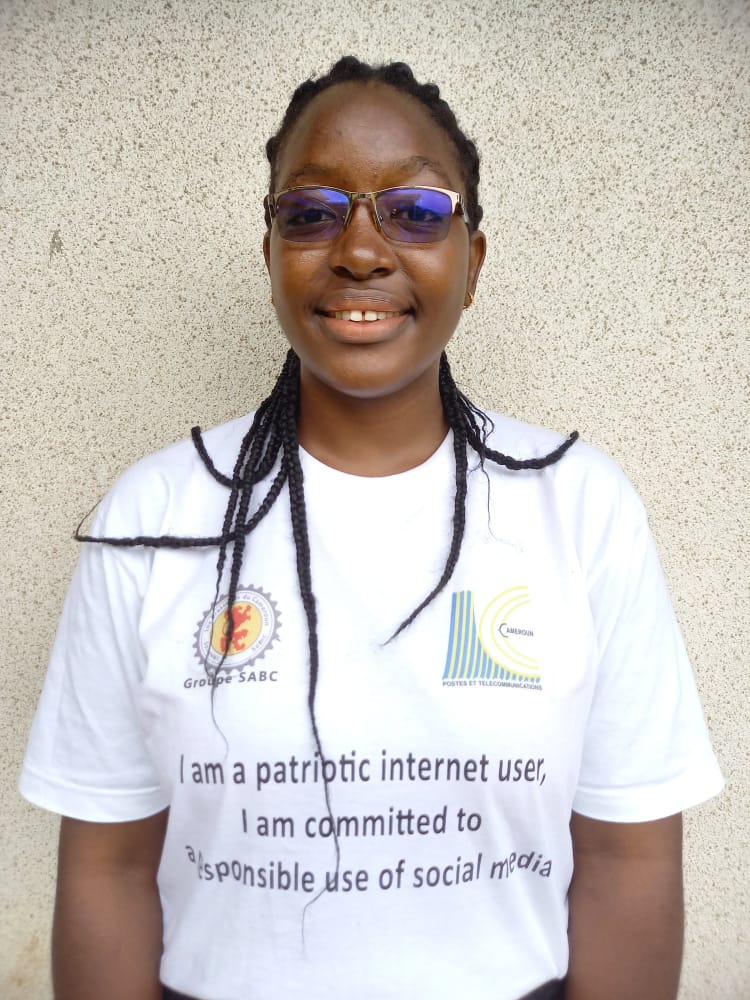 Groupe SABC
CAMEROUN
POSTES ET TELECOMMUNICATIONS
I am a patriotic internet user,
I am committed to
a responsible use of social media